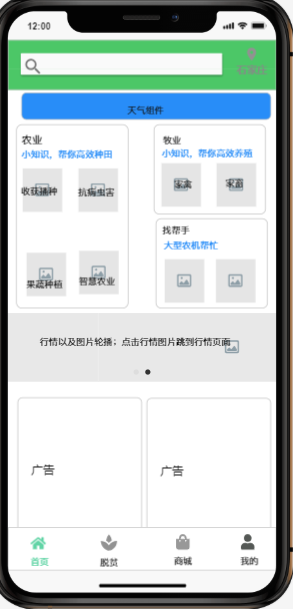 12:00
石家庄
天气组件
农业
小知识，帮你高效种田
收获播种
抗病虫害
果蔬种植
智慧农业
牧业
小知识，帮你高效养殖
家禽
家畜
找帮手
大型农机帮忙
行情以及图片轮播；点击行情图片跳到行情页面
广告
广告
首页
脱贫
商城
我的